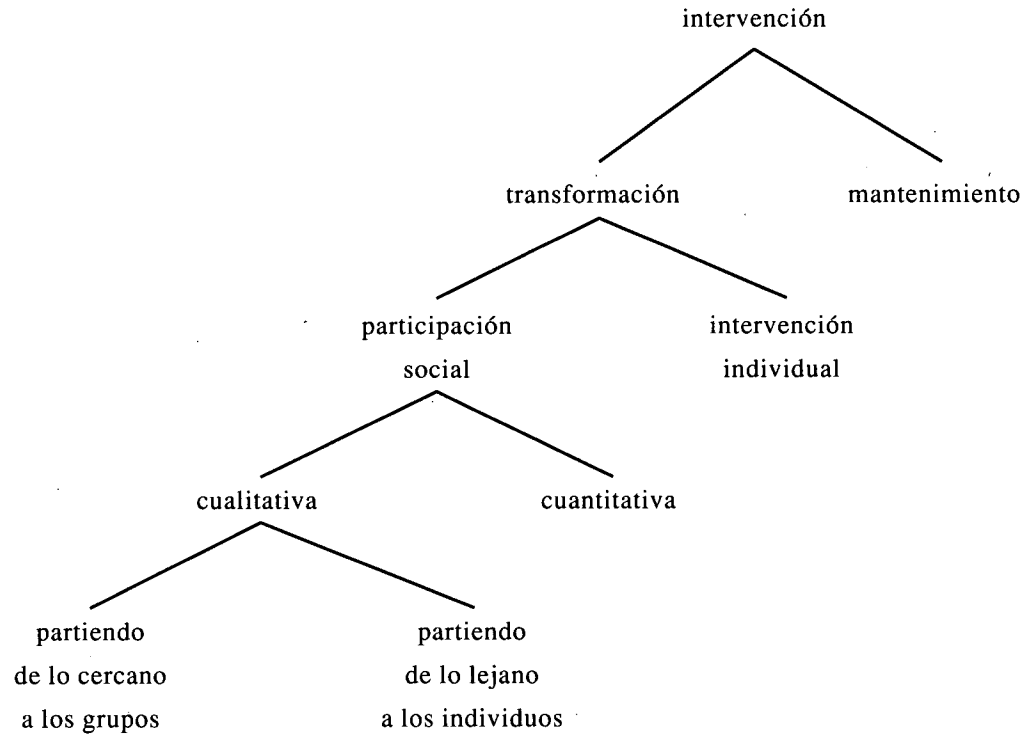 intervención
transformación
mantenimiento
participación
social
intervención
individual
cualitativa
cuantitativa
partiendo
de lo cercano
a los grupos
partiendo
de lo lejano
a los individuos